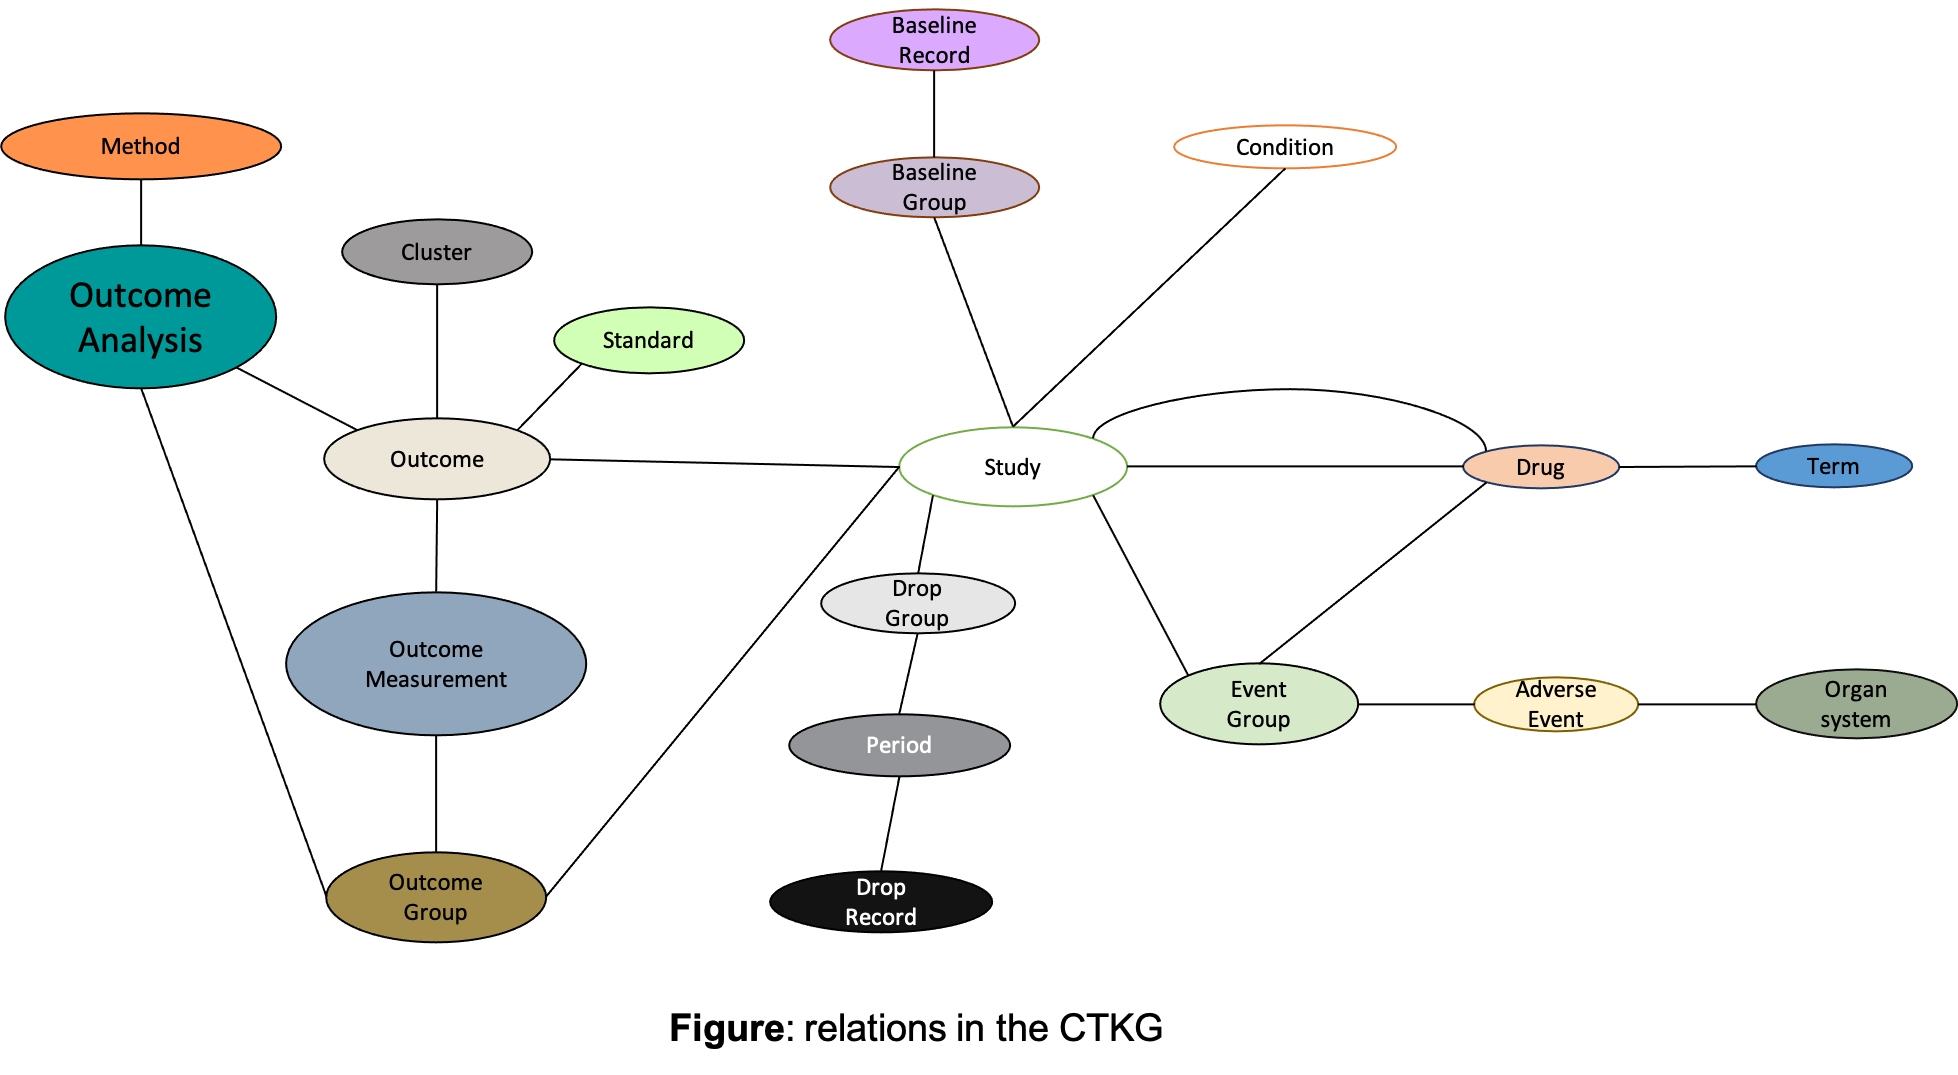 Baseline
Record
Method
Baseline
Group
Condition
Cluster
Outcome
Analysis
Standard
Outcome
Study
Drug
Term
Drop
Group
Outcome
Measurement
Event
Group
Adverse
Event
Organ
system
Period
Outcome
Group
Drop
Record
Figure: relations in the CTKG